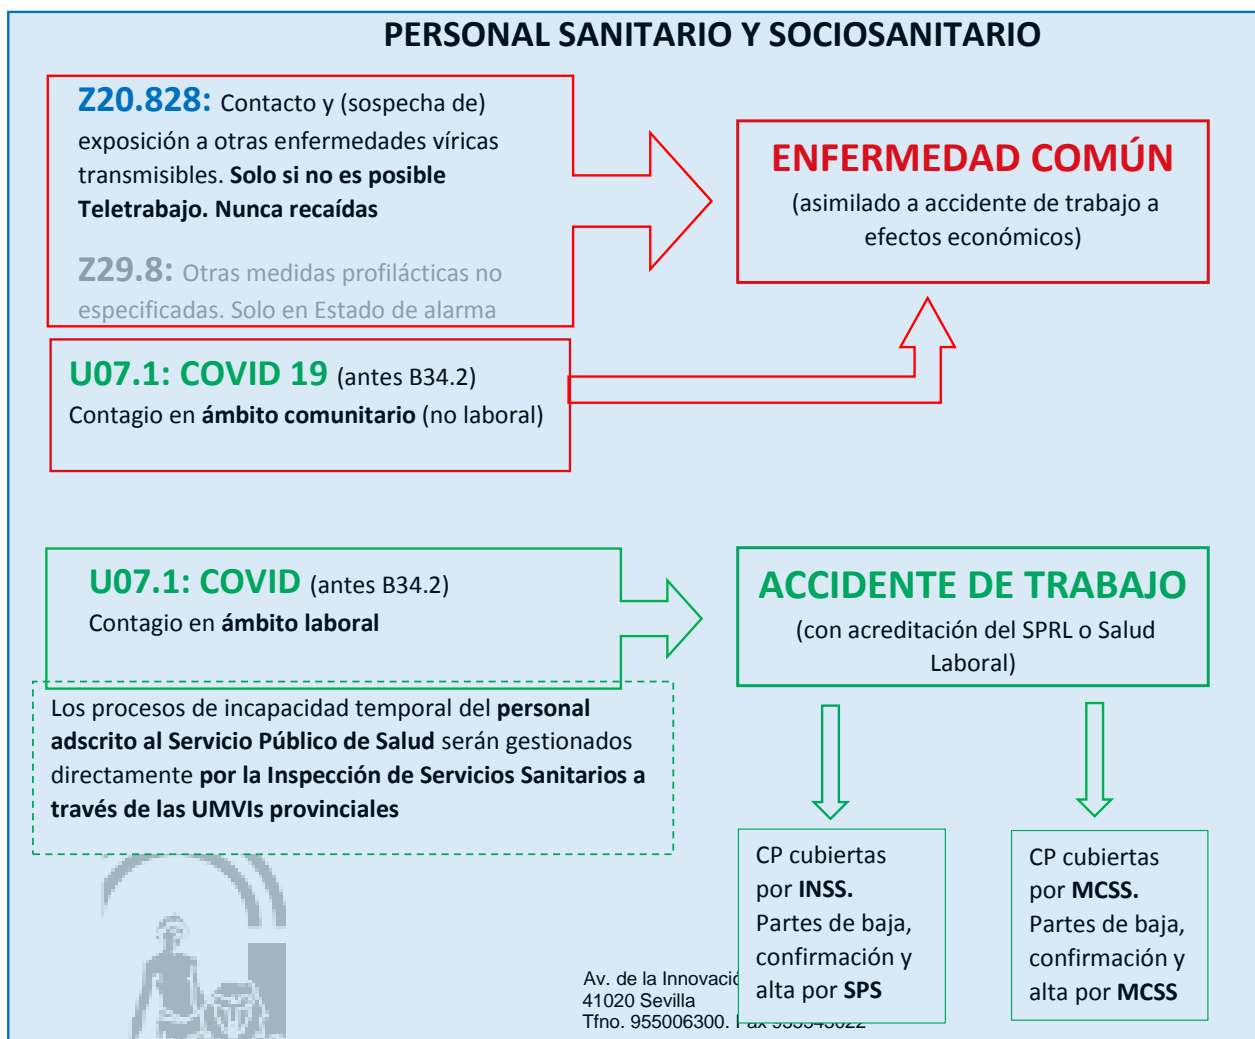 PERSONAL SANITARIO Y SOCIOSANITARIO
Z20.828: Contacto y (sospecha de)
exposición a otras enfermedades víricas
transmisibles. Solo si no es posible
Teletrabajo. Nunca recaídas
Z29.8: Otras medidas profilácticas no
especificadas. Solo en Estado de alarma
ENFERMEDAD COMÚN
(asimilado a accidente de trabajo a
efectos económicos)
U07.1: COVID 19 (antes B34.2)
Contagio en ámbito comunitario (no laboral)
U07.1: COVID (antes B34.2)
Contagio en ámbito laboral
ACCIDENTE DE TRABAJO
(con acreditación del SPRL o Salud
Laboral)
Los procesos de incapacidad temporal del personal
adscrito al Servicio Público de Salud serán gestionados
directamente por la Inspección de Servicios Sanitarios a
través de las UMVIs provinciales
CP cubiertas
por INSS.
Partes de baja,
confirmación y
alta por SPS
CP cubiertas
por MCSS.
Partes de baja,
confirmación y
alta por MCSS
Av. de la
41020 Sevilla
Tfno. 955006300.